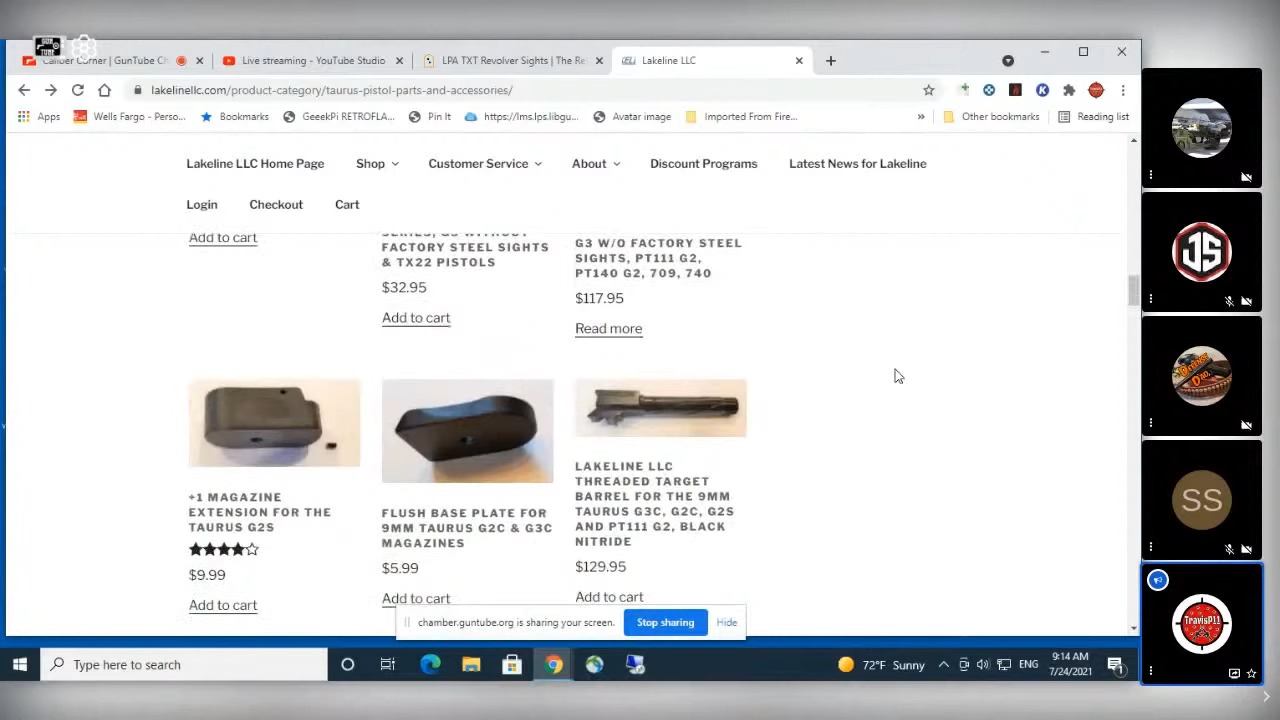 GUN
TUBE
Caliber Corner | GunTube Ch
Live streaming - YouTube Studio
LPA TXT Revolver Sights | The Re
Lakeline LLC
lakelinellc.com/product-category/taurus-pistol-parts-and-accessories/
Apps
Wells Fargo - Perso...
Bookmarks
GeeekPi RETROFLA...
Pin It
https://lms.lps.libgu...
Avatar image
Imported From Fire...
»
Other bookmarks
Reading list
Lakeline LLC Home Page
Shop
Customer Service
About
Discount Programs
Latest News for Lakeline
Login
Checkout
Cart
Add to cart
FACTORY STEEL SIGHTS
& TX22 PISTOLS
$32.95
Add to cart
G3 W/O FACTORY STEEL
SIGHTS, PT111 G2,
PT140 G2, 709, 740
$117.95
Read more
+1 MAGAZINE
EXTENSION FOR THE
TAURUS G2S
$9.99
Add to cart
FLUSH BASE PLATE FOR
9MM TAURUS G2C & G3C
MAGAZINES
$5.99
Add to cart
LAKELINE LLC
THREADED TARGET
BARREL FOR THE 9MM
TAURUS G3C, G2C, G2S
AND PT111 G2, BLACK
NITRIDE
$129.95
Add to cart
chamber.guntube.org is sharing your screen.
Stop sharing
Hide
Type here to search
72°F Sunny
ENG
9:14 AM
7/24/2021
1
JS
SS
TravisP11